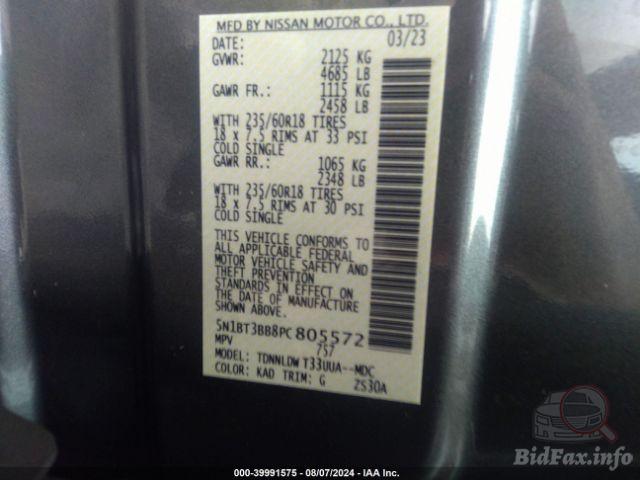 MFD BY NISSAN MOTOR CO., LTD.
DATE: 03/23
GVWR: 2125 KG
4685 LB
GAWR FR.: 1115 KG
2458 LB
WITH 235/60R18 TIRES
18 x 7.5 RIMS AT 33 PSI
COLD SINGLE
GAWR RR.: 1065 KG
2348 LB
WITH 235/60R18 TIRES
18 x 7.5 RIMS AT 30 PSI
COLD SINGLE
THIS VEHICLE CONFORMS TO
ALL APPLICABLE FEDERAL
MOTOR VEHICLE SAFETY AND
THEFT PREVENTION
STANDARDS IN EFFECT ON
THE DATE OF MANUFACTURE
SHOWN ABOVE.
5N1BT3BB8PC805572
MPV 757
MODEL: TDNNLDW T33UUA--MDC
COLOR: KAD TRIM: G ZS30A
000-39991575 - 08/07/2024 - IAA Inc.
BidFax.info